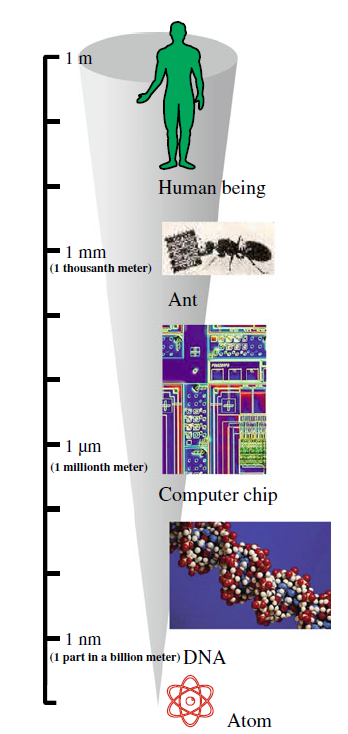 1 m
Human being
1 mm
(1 thousanth meter)
Ant
1 μm
(1 millionth meter)
Computer chip
1 nm
(1 part in a billion meter) DNA
Atom